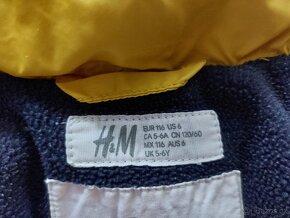 H&M
EUR 116 US 6
CA 5-6A CN 120/60
MX 116 AUS 6
UK 5-6Y